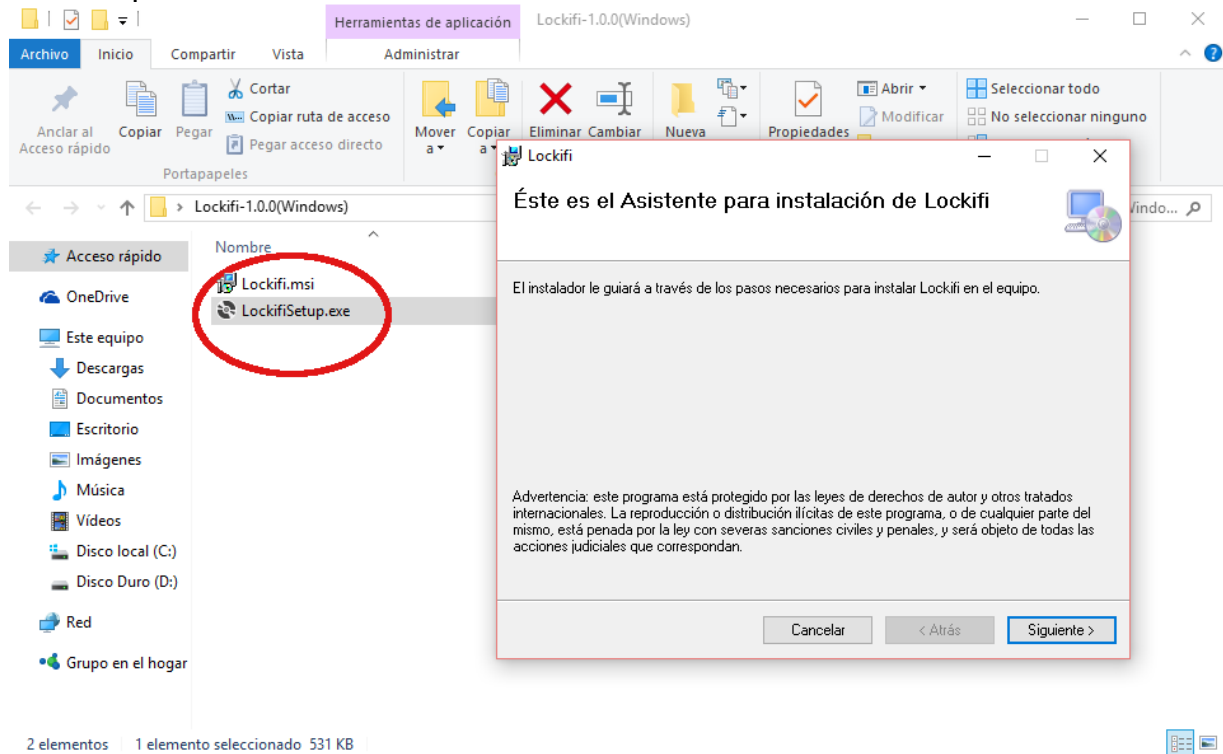 Herramientas de aplicación
Lockifi-1.0.0(Windows)
Archivo
Inicio
Compartir
Vista
Administrar
Anclar al
Acceso rápido
Copiar
Pegar
Cortar
Copiar ruta de acceso
Pegar acceso directo
Portapapeles
Mover
a
Copiar
a
Eliminar
Cambiar
Nueva
Propiedades
Abrir
Modificar
Seleccionar todo
No seleccionar ninguno
Lockifi-1.0.0(Windows)
Acceso rápido
OneDrive
Este equipo
Descargas
Documentos
Escritorio
Imágenes
Música
Vídeos
Disco local (C:)
Disco Duro (D:)
Red
Grupo en el hogar
Nombre
Lockifi.msi
LockifiSetup.exe
Lockifi
Éste es el Asistente para instalación de Lockifi
El instalador le guiará a través de los pasos necesarios para instalar Lockifi en el equipo.
Advertencia: este programa está protegido por las leyes de derechos de autor y otros tratados
internacionales. La reproducción o distribución ilícitas de este programa, o de cualquier parte del
mismo, está penada por la ley con severas sanciones civiles y penales, y será objeto de todas las
acciones judiciales que correspondan.
Cancelar
< Atrás
Siguiente >
2 elementos
1 elemento seleccionado 531 KB